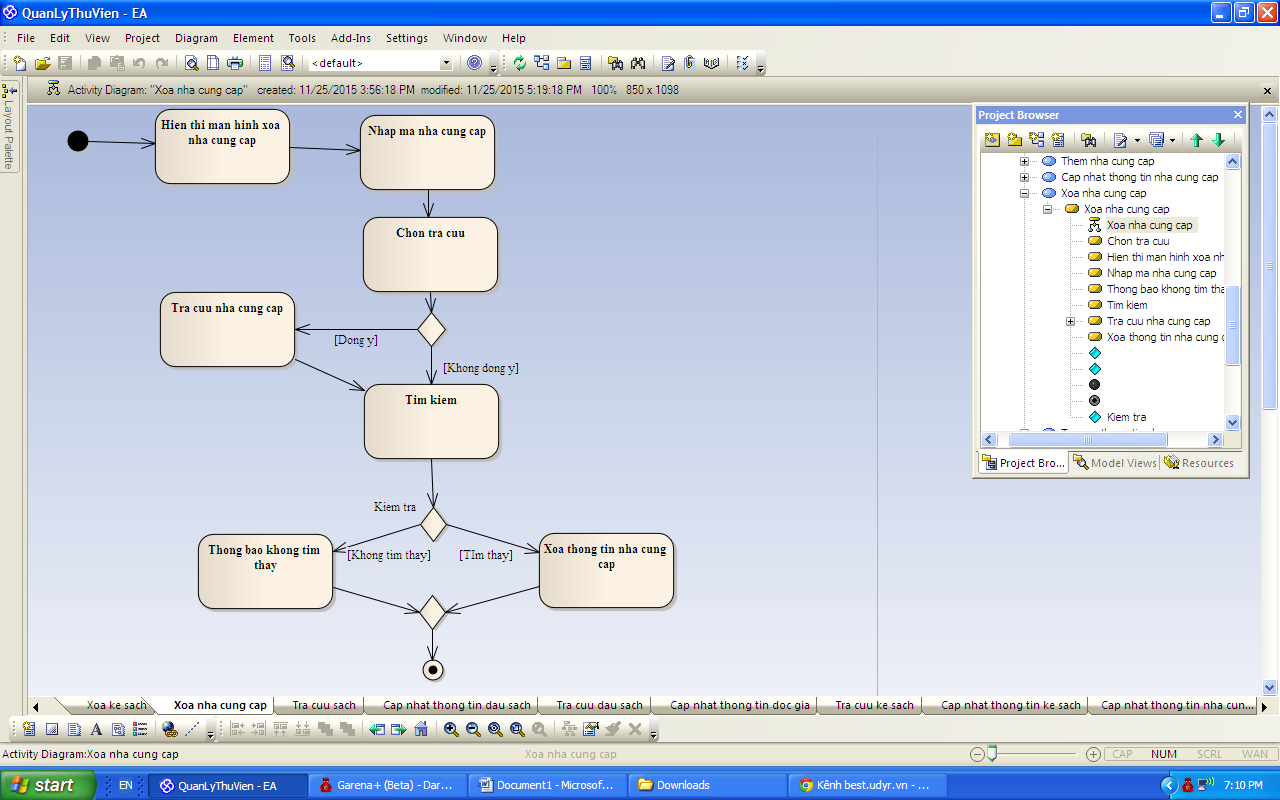 QuanLyThuVien - EA
File Edit View Project Diagram Element Tools Add-Ins Settings Window Help
<default>
Activity Diagram: "Xoa nha cung cap" created: 11/25/2015 3:56:18 PM modified: 11/25/2015 5:19:18 PM 100% 850 x 1098
Layout Palette
Hien thi man hinh xoa
nha cung cap
Nhap ma nha cung cap
Chon tra cuu
Tra cuu nha cung cap
[Dong y]
[Khong dong y]
Tim kiem
Kiem tra
Thong bao khong tim
thay
[Khong tim thay]
[TIm thay]
Xoa thong tin nha cung
cap
Project Browser
Them nha cung cap
Cap nhat thong tin nha cung cap
Xoa nha cung cap
Xoa nha cung cap
Xoa nha cung cap
Chon tra cuu
Hien thi man hinh xoa nh
Nhap ma nha cung cap
Thong bao khong tim tha
Tim kiem
Tra cuu nha cung cap
Xoa thong tin nha cung c
Kiem tra
Project Bro... Model Views Resources
Xoa ke sach Xoa nha cung cap Tra cuu sach Cap nhat thong tin dau sach Tra cuu dau sach Cap nhat thong tin doc gia Tra cuu ke sach Cap nhat thong tin ke sach Cap nhat thong tin nha cun...
Activity Diagram:Xoa nha cung cap Xoa nha cung cap CAP NUM SCRL WAN
start EN QuanLyThuVien - EA Garena+ (Beta) - Dar... Document1 - Microsof... Downloads Kênh best.udyr.vn - ... 7:10 PM